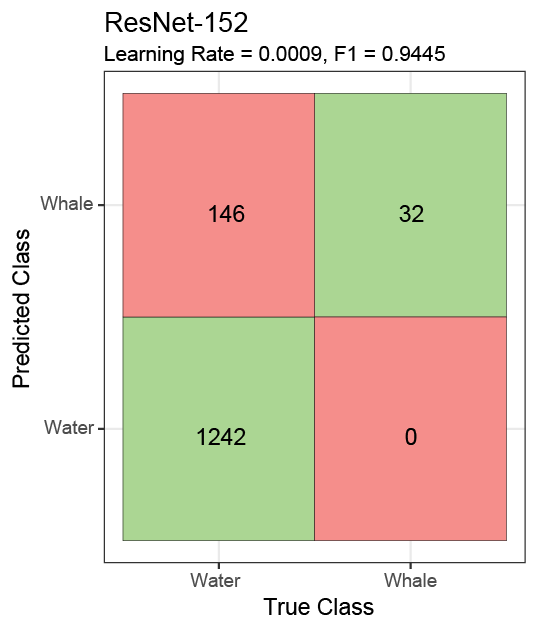 ResNet-152
Learning Rate = 0.0009, F1 = 0.9445
Predicted Class
Whale
146
32
Water
1242
0
Water
Whale
True Class